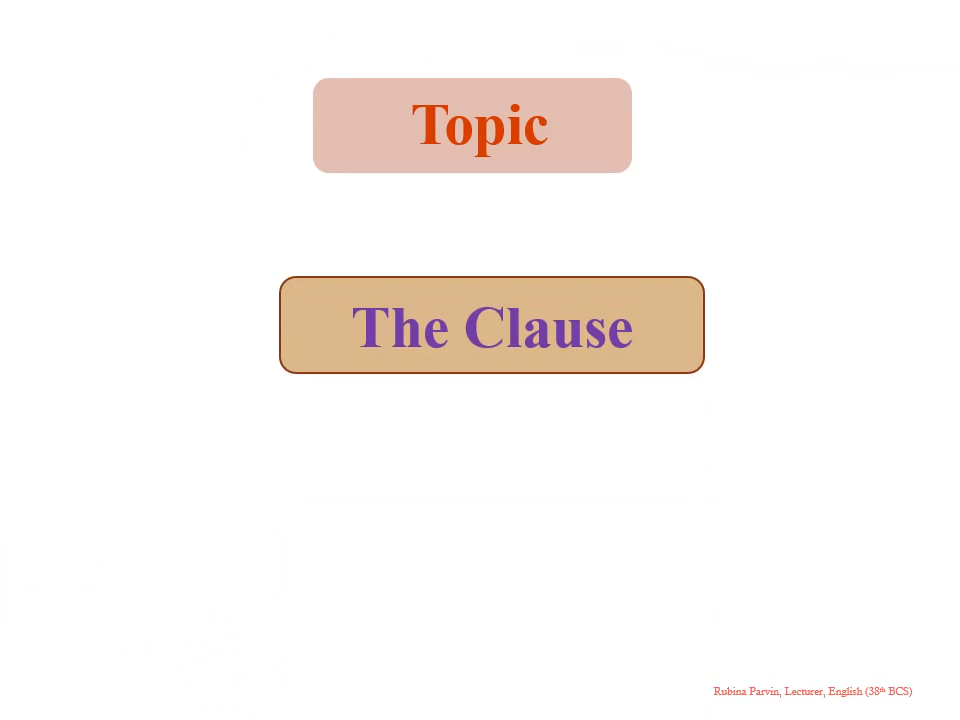 Topic
The Clause
Rubina Parvin, Lecturer, English (38th BCS)